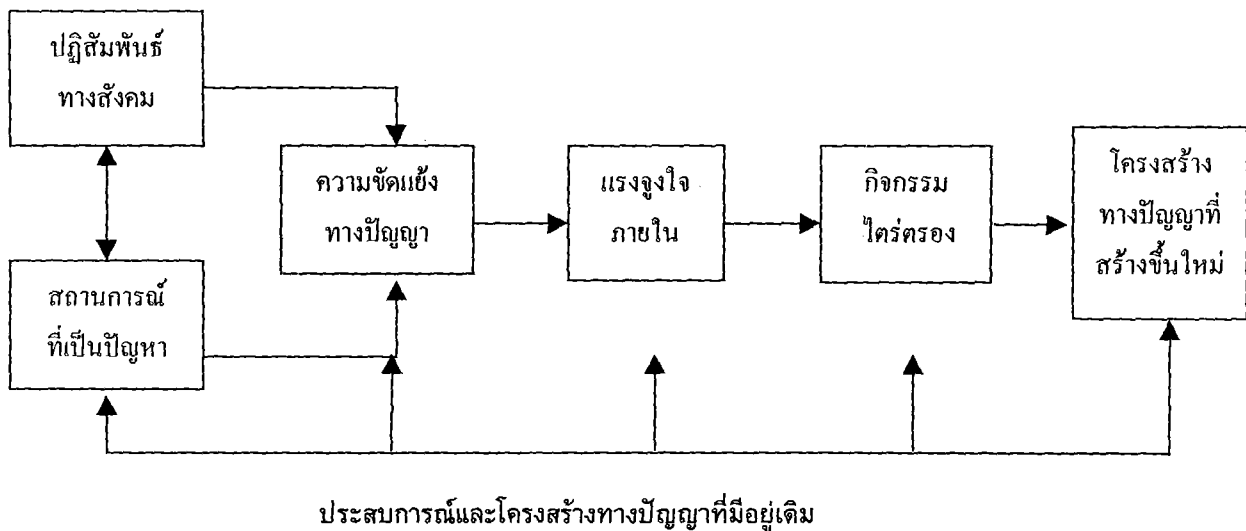 ปฏิสัมพันธ์
ทางสังคม
สถานการณ์
ที่เป็นปัญหา
ความขัดแย้ง
ทางปัญญา
แรงจูงใจ
ภายใน
กิจกรรม
ไตร่ตรอง
โครงสร้าง
ทางปัญญาที่
สร้างขึ้นใหม่
ประสบการณ์และโครงสร้างทางปัญญาที่มีอยู่เดิม